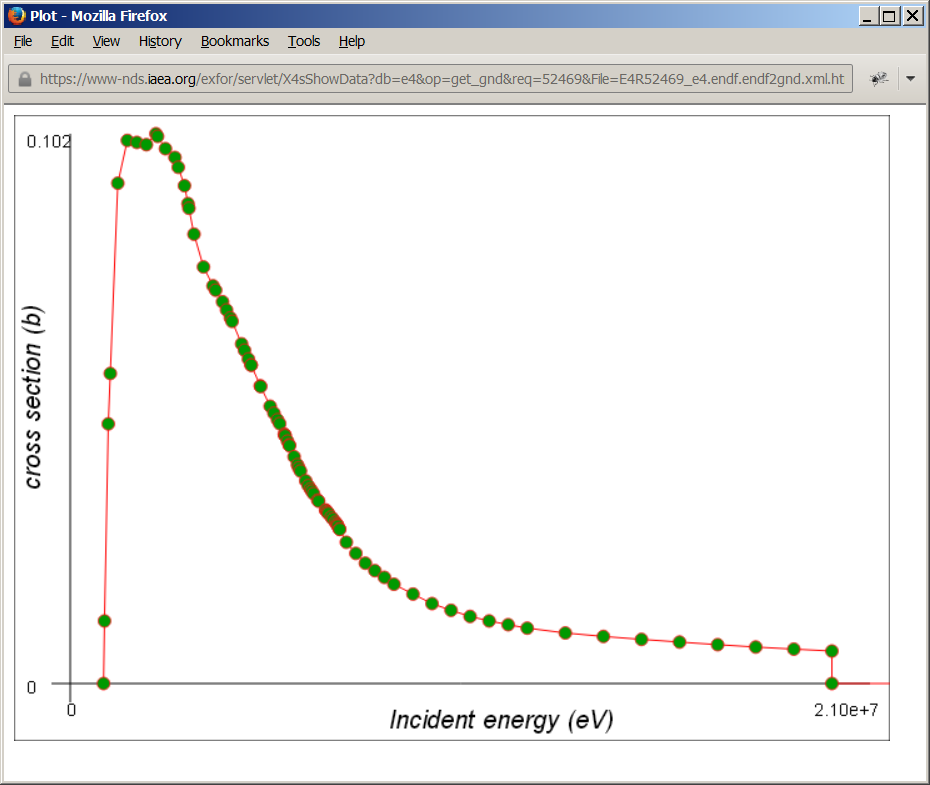 Plot - Mozilla Firefox
File Edit View History Bookmarks Tools Help
https://www-nds.iaea.org/exfor/servlet/X4sShowData?db=e4&op=get_gnd&req=52469&File=E4R52469_e4.endf.endf2gnd.xml.ht
0.102
cross section (b)
0
0
2.10e+7
Incident energy (eV)